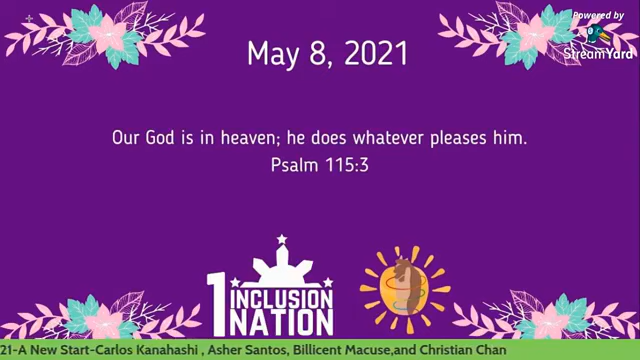 Powered by
StreamYard
May 8, 2021
Our God is in heaven; he does whatever pleases him.
Psalm 115:3
1 INCLUSION
NATION
21-A New Start-Carlos Kanahashi , Asher Santos, Billicent Macuse,and Christian Chan